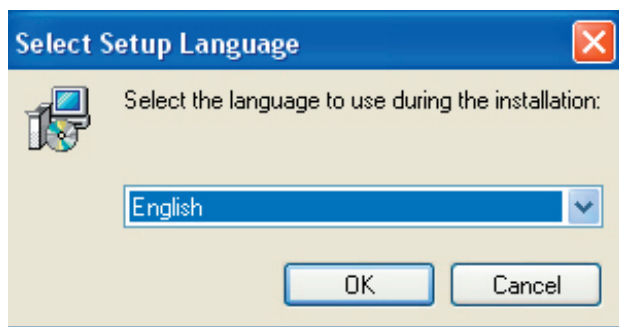 Select Setup Language
Select the language to use during the installation:
English
OK
Cancel